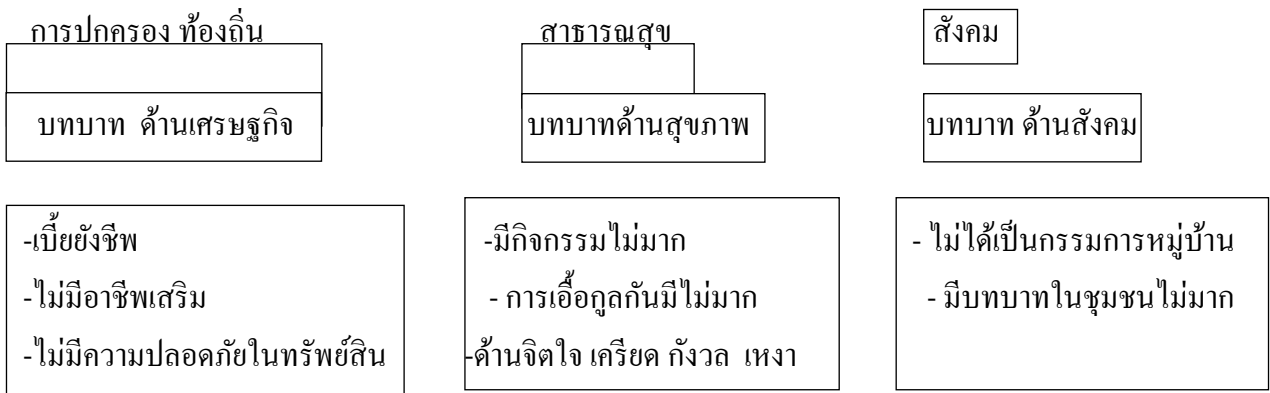 การปกครอง ท้องถิ่น
สาธารณสุข
สังคม
บทบาท ด้านเศรษฐกิจ
บทบาทด้านสุขภาพ
บทบาท ด้านสังคม
-เบี้ยยังชีพ
-ไม่มีอาชีพเสริม
-ไม่มีความปลอดภัยในทรัพย์สิน
-มีกิจกรรมไม่มาก
- การเอื้อกูลกันมีไม่มาก
-ด้านจิตใจ เครียด กังวล เหงา
- ไม่ได้เป็นกรรมการหมู่บ้าน
- มีบทบาทในชุมชนไม่มาก